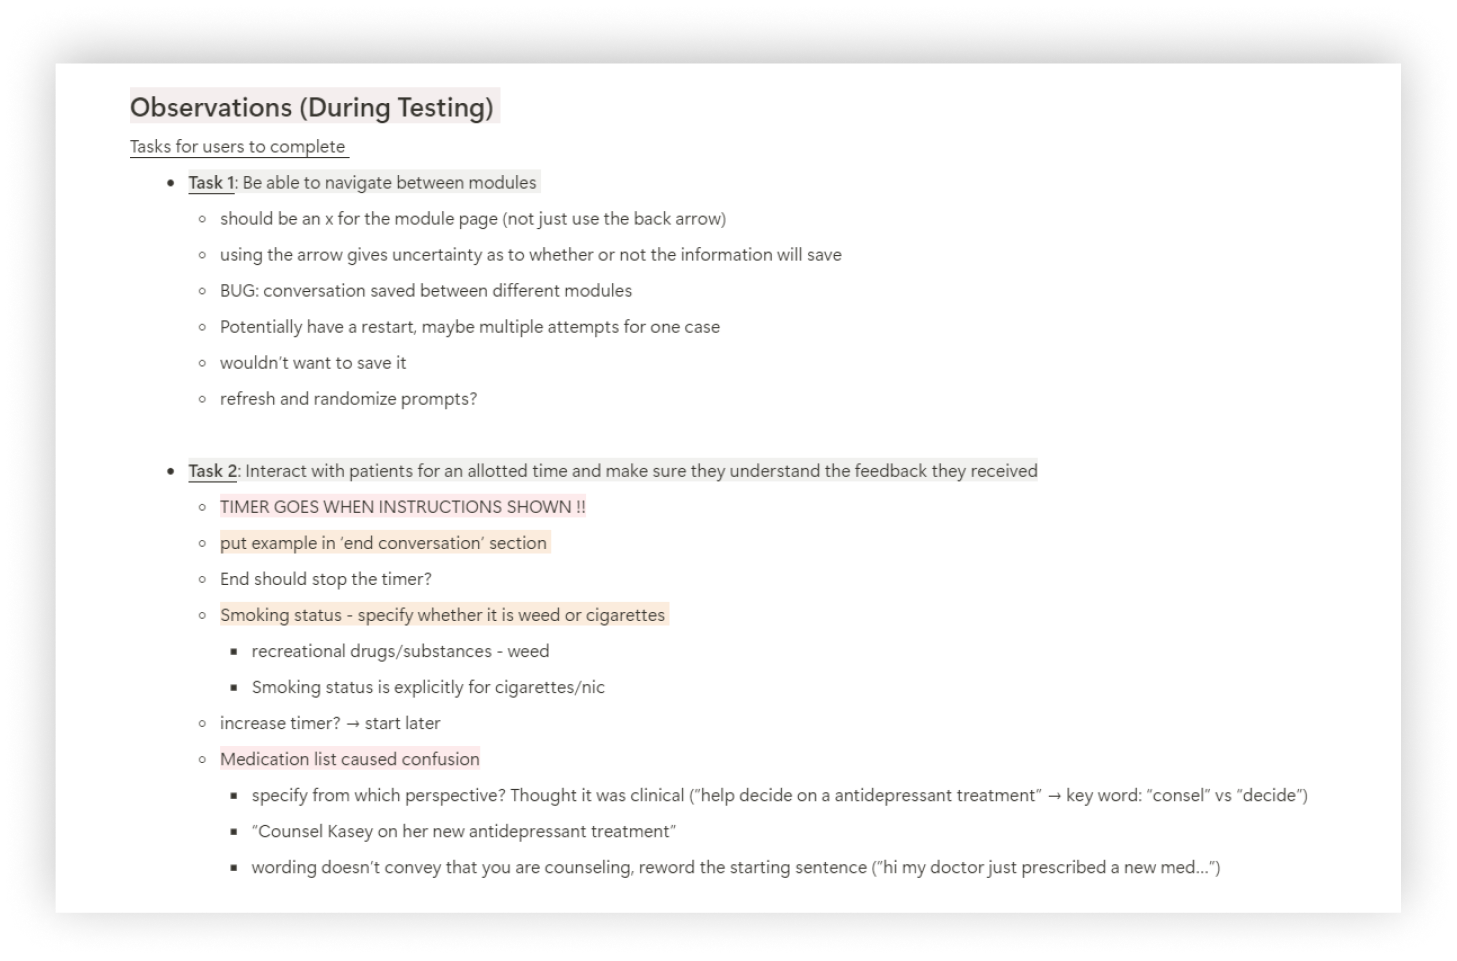 Observations (During Testing)
Tasks for users to complete
Task 1: Be able to navigate between modules
should be an x for the module page (not just use the back arrow)
using the arrow gives uncertainty as to whether or not the information will save
BUG: conversation saved between different modules
Potentially have a restart, maybe multiple attempts for one case
wouldn't want to save it
refresh and randomize prompts?
Task 2: Interact with patients for an allotted time and make sure they understand the feedback they received
TIMER GOES WHEN INSTRUCTIONS SHOWN !!
put example in 'end conversation' section
End should stop the timer?
Smoking status - specify whether it is weed or cigarettes
recreational drugs/substances - weed
Smoking status is explicitly for cigarettes/nic
increase timer? → start later
Medication list caused confusion
specify from which perspective? Thought it was clinical ("help decide on a antidepressant treatment" → key word: "consel" vs "decide")
"Counsel Kasey on her new antidepressant treatment"
wording doesn't convey that you are counseling, reword the starting sentence ("hi my doctor just prescribed a new med...")